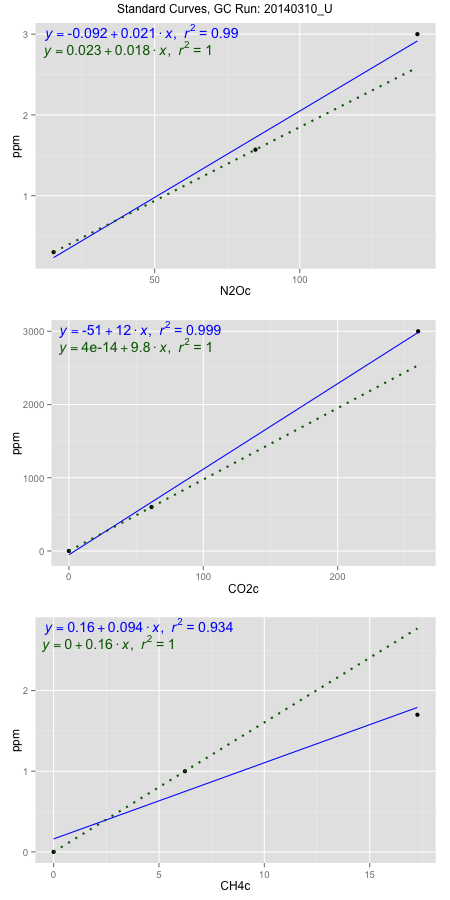 Standard Curves, GC Run: 20140310_U
y = -0.092 + 0.021 · x, r² = 0.99
y = 0.023 + 0.018 · x, r² = 1
3
2
1
ppm
50 100
N2Oc
y = -51 + 12 · x, r² = 0.999
y = 4e-14 + 9.8 · x, r² = 1
3000
2000
1000
0
ppm
0 100 200
CO2c
y = 0.16 + 0.094 · x, r² = 0.934
y = 0 + 0.16 · x, r² = 1
2
1
0
ppm
0 5 10 15
CH4c